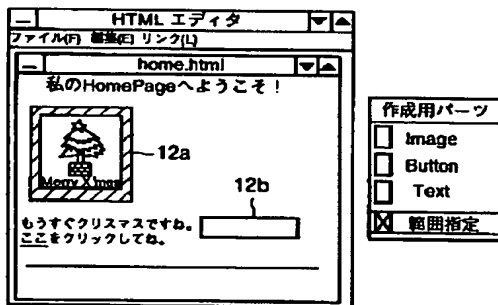 HTML エディタ
ファイル(F) 編集(E) リンク(L)
home.html
私のHomePageへようこそ！
Merry X'mas
12a
12b
もうすぐクリスマスですね。
ここをクリックしてね。
作成用パーツ
Image
Button
Text
範囲指定